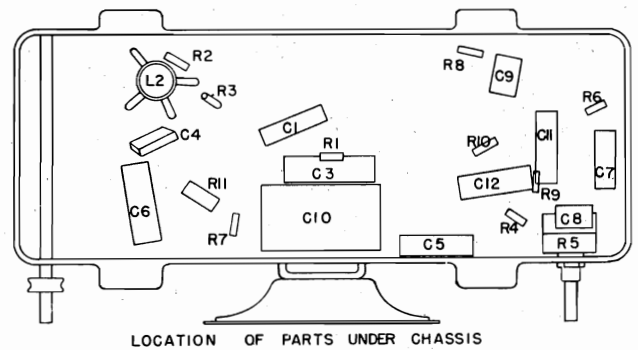 R2
R8
L2
C9
R3
R6
C1
C11
C4
R1
R10
C7
C3
C12
R11
R9
C6
C10
R4
C8
R7
C5
R5
LOCATION OF PARTS UNDER CHASSIS